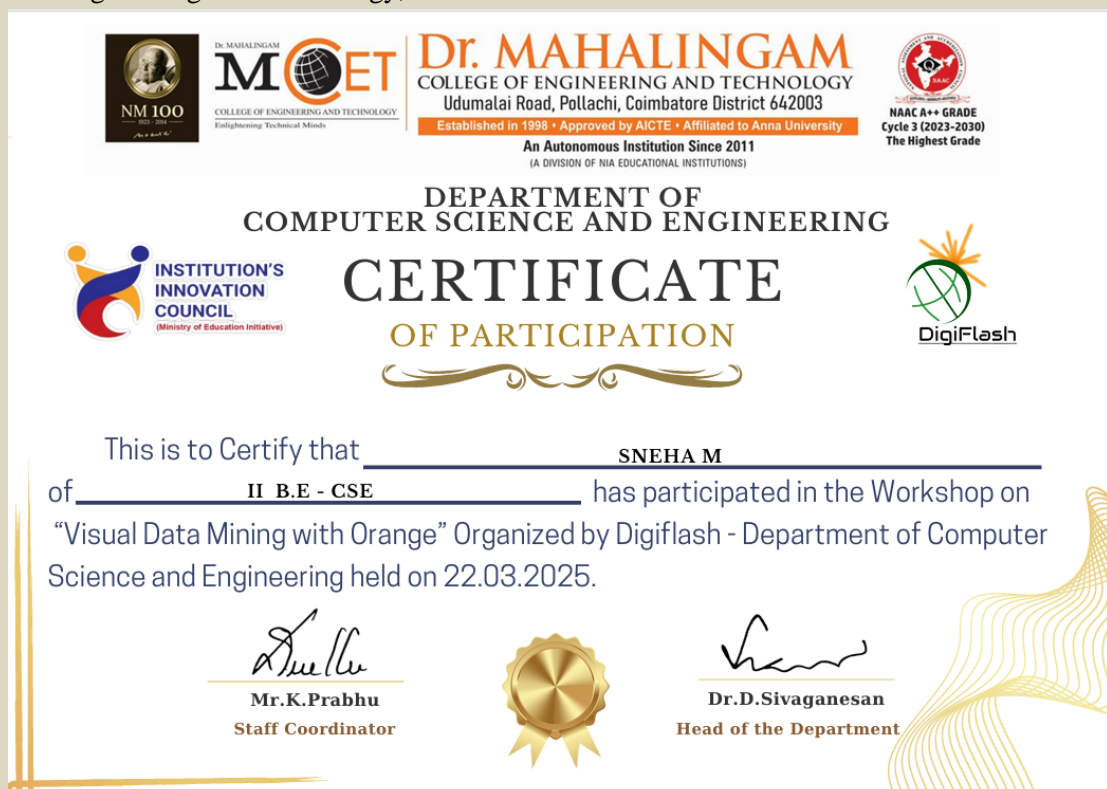 Dr. MAHALINGAM
MCET
COLLEGE OF ENGINEERING AND TECHNOLOGY
Enlightening Technical Minds
NM 100
1923 - 2014
Dr. MAHALINGAM
COLLEGE OF ENGINEERING AND TECHNOLOGY
Udumalai Road, Pollachi, Coimbatore District 642003
Established in 1998 • Approved by AICTE • Affiliated to Anna University
An Autonomous Institution Since 2011
(A DIVISION OF NIA EDUCATIONAL INSTITUTIONS)
NAAC
NAAC A++ GRADE
Cycle 3 (2023-2030)
The Highest Grade
DEPARTMENT OF
COMPUTER SCIENCE AND ENGINEERING
INSTITUTION'S
INNOVATION
COUNCIL
(Ministry of Education Initiative)
CERTIFICATE
OF PARTICIPATION
DigiFlash
This is to Certify that SNEHA M
of II B.E - CSE has participated in the Workshop on
“Visual Data Mining with Orange” Organized by Digiflash - Department of Computer
Science and Engineering held on 22.03.2025.
Mr.K.Prabhu
Staff Coordinator
Dr.D.Sivaganesan
Head of the Department